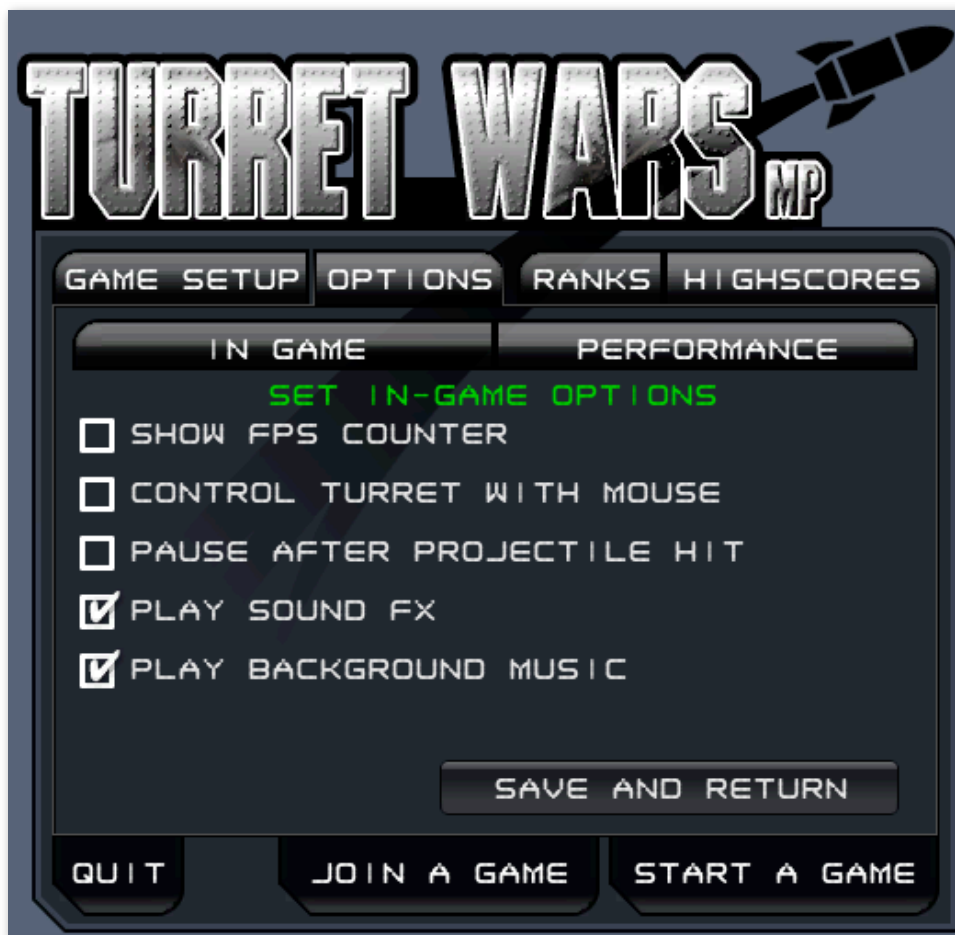 TURRET WARS MP
GAME SETUP OPTIONS RANKS HIGHSCORES
IN GAME PERFORMANCE
SET IN-GAME OPTIONS
SHOW FPS COUNTER
CONTROL TURRET WITH MOUSE
PAUSE AFTER PROJECTILE HIT
PLAY SOUND FX
PLAY BACKGROUND MUSIC
SAVE AND RETURN
QUIT JOIN A GAME START A GAME